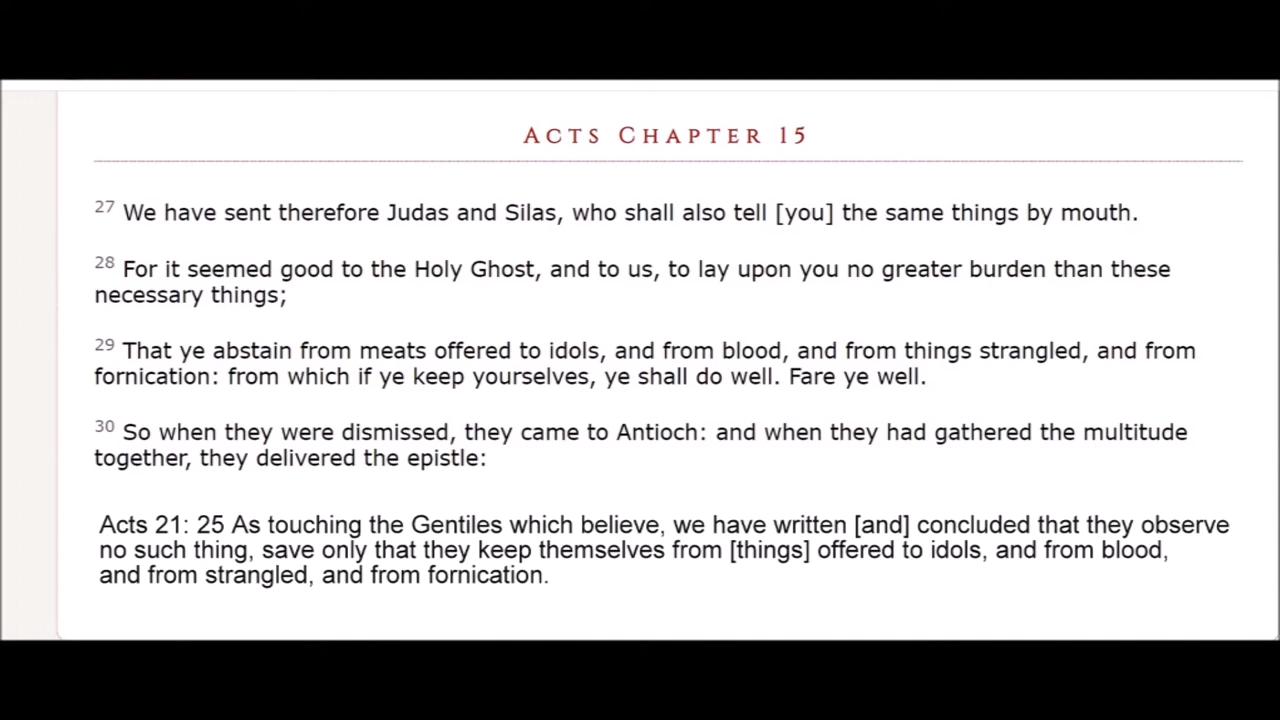 Acts Chapter 15
27 We have sent therefore Judas and Silas, who shall also tell [you] the same things by mouth.
28 For it seemed good to the Holy Ghost, and to us, to lay upon you no greater burden than these
necessary things;
29 That ye abstain from meats offered to idols, and from blood, and from things strangled, and from
fornication: from which if ye keep yourselves, ye shall do well. Fare ye well.
30 So when they were dismissed, they came to Antioch: and when they had gathered the multitude
together, they delivered the epistle:
Acts 21: 25 As touching the Gentiles which believe, we have written [and] concluded that they observe
no such thing, save only that they keep themselves from [things] offered to idols, and from blood,
and from strangled, and from fornication.